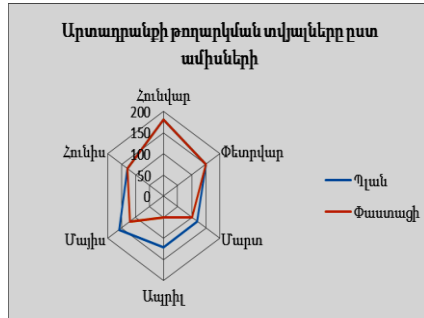 Արտադրանքի թողարկման տվյալները ըստ
ամիսների
Հունվար
200
150
100
50
0
Փետրվար
Մարտ
Ապրիլ
Մայիս
Հունիս
Պլան
Փաստացի